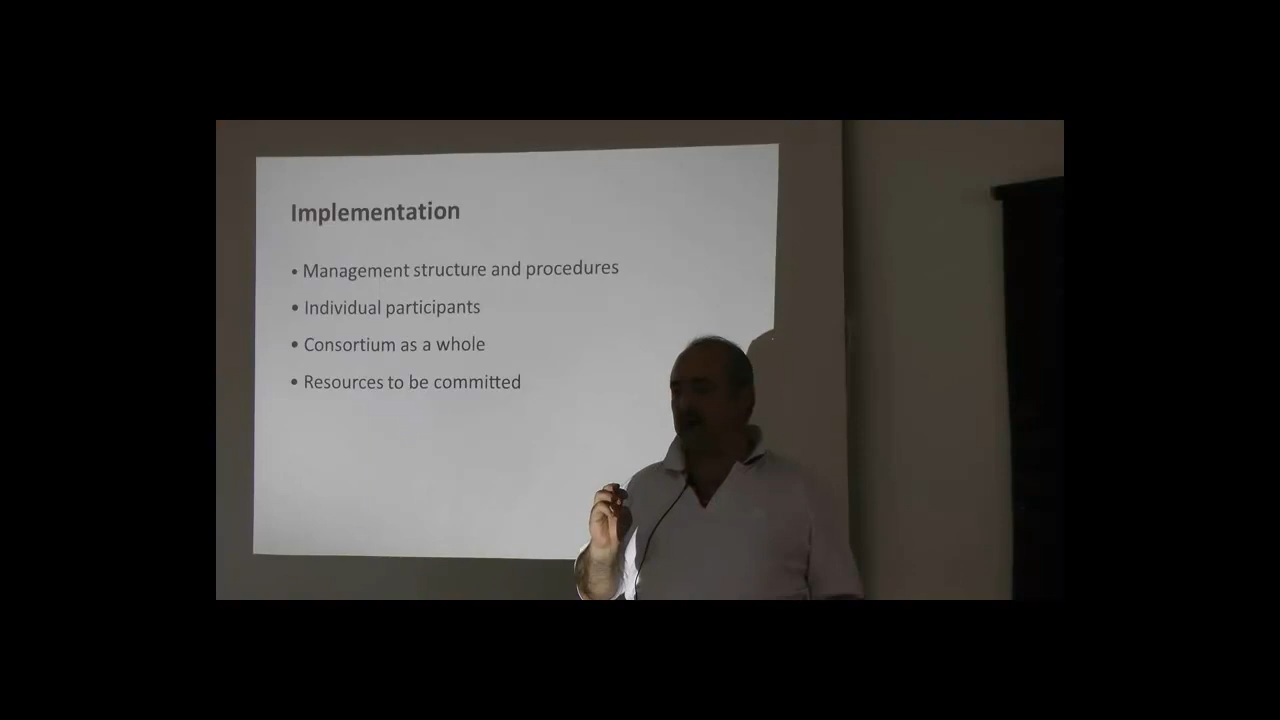 Implementation
• Management structure and procedures
• Individual participants
• Consortium as a whole
• Resources to be committed